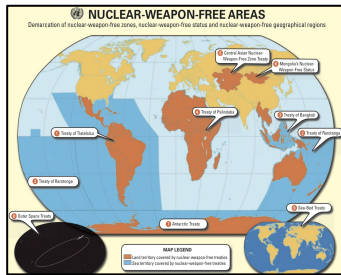 NUCLEAR-WEAPON-FREE AREAS
Demarcation of nuclear-weapon-free zones, nuclear-weapon-free status and nuclear-weapon-free geographical regions
Central Asian Nuclear-
Weapon-Free Zone Treaty
Mongolia's Nuclear-
Weapon-Free Status
Treaty of Pelindaba
Treaty of Bangkok
Treaty of Tlatelolco
Treaty of Rarotonga
Treaty of Rarotonga
Outer Space Treaty
Antarctic Treaty
Sea-Bed Treaty
MAP LEGEND
Land territory covered by nuclear-weapon-free treaties
Sea territory covered by nuclear-weapon-free treaties